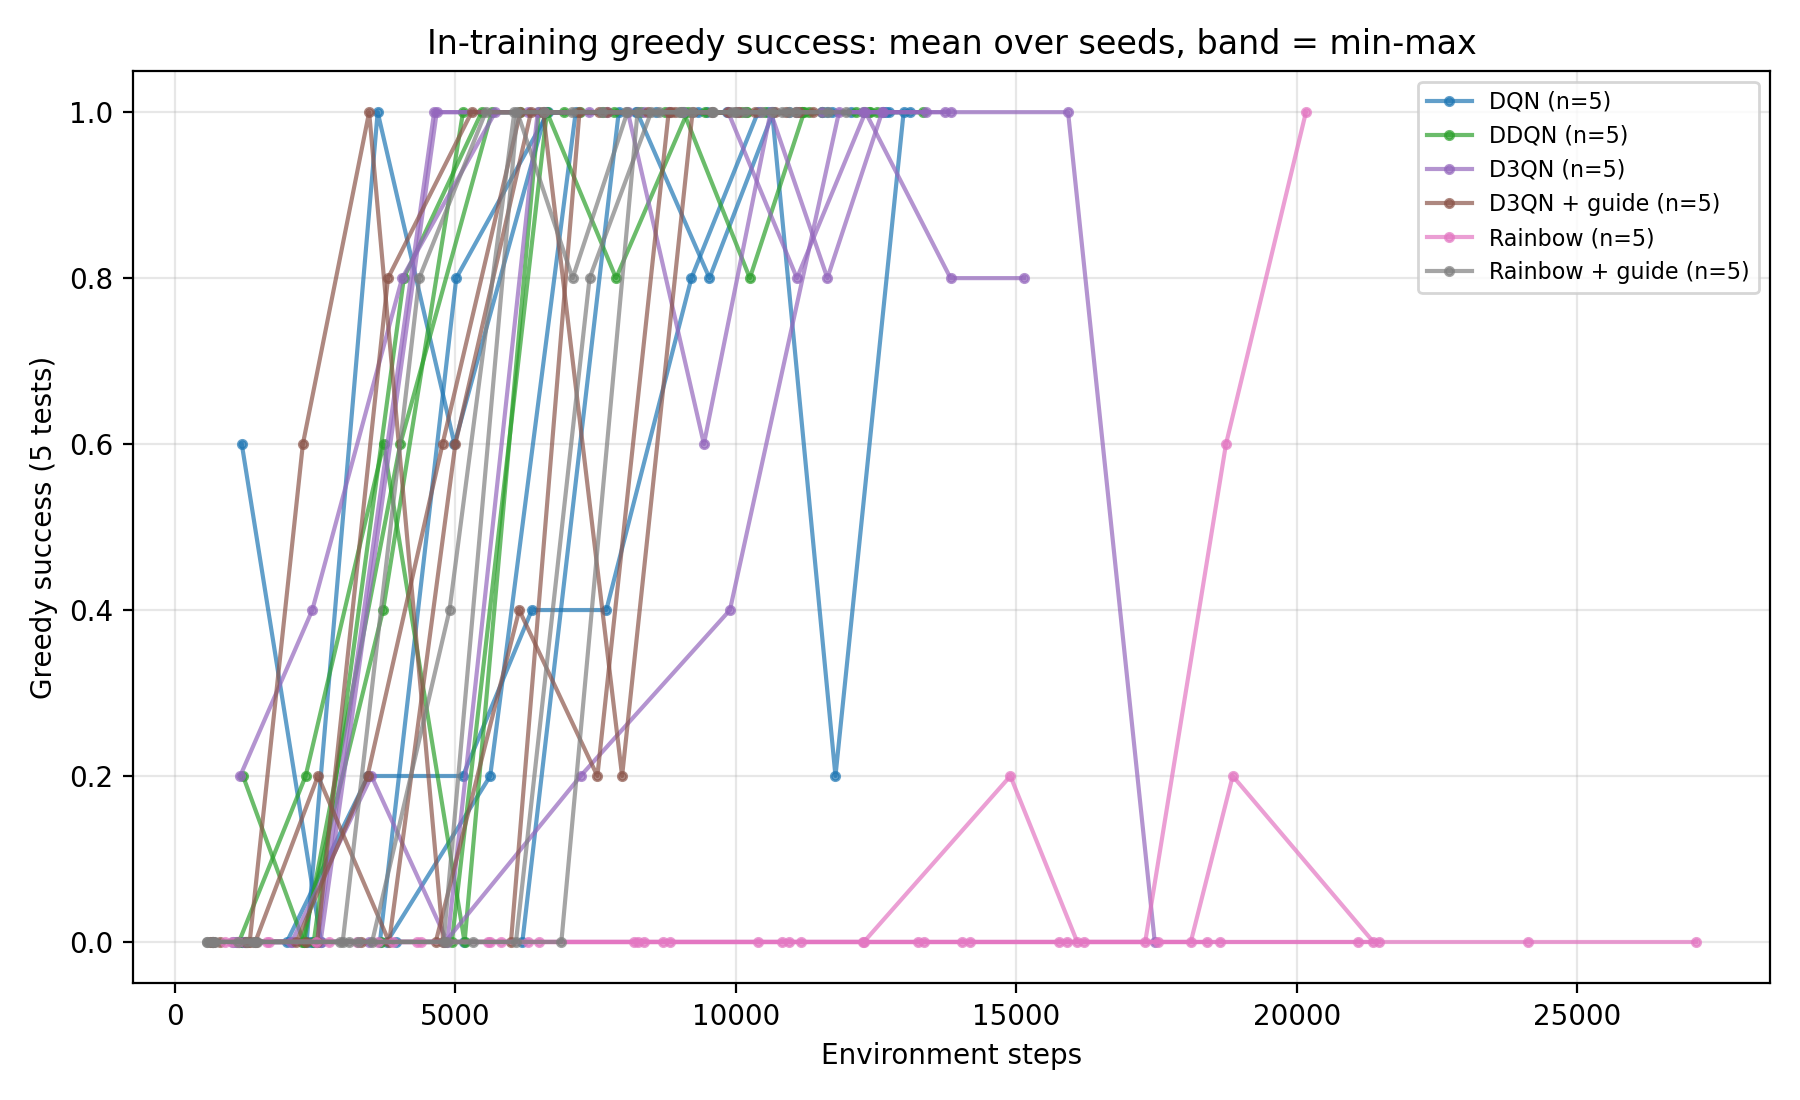 In-training greedy success: mean over seeds, band = min-max
1.0
0.8
0.6
0.4
0.2
0.0
Greedy success (5 tests)
DQN (n=5)
DDQN (n=5)
D3QN (n=5)
D3QN + guide (n=5)
Rainbow (n=5)
Rainbow + guide (n=5)
0 5000 10000 15000 20000 25000
Environment steps